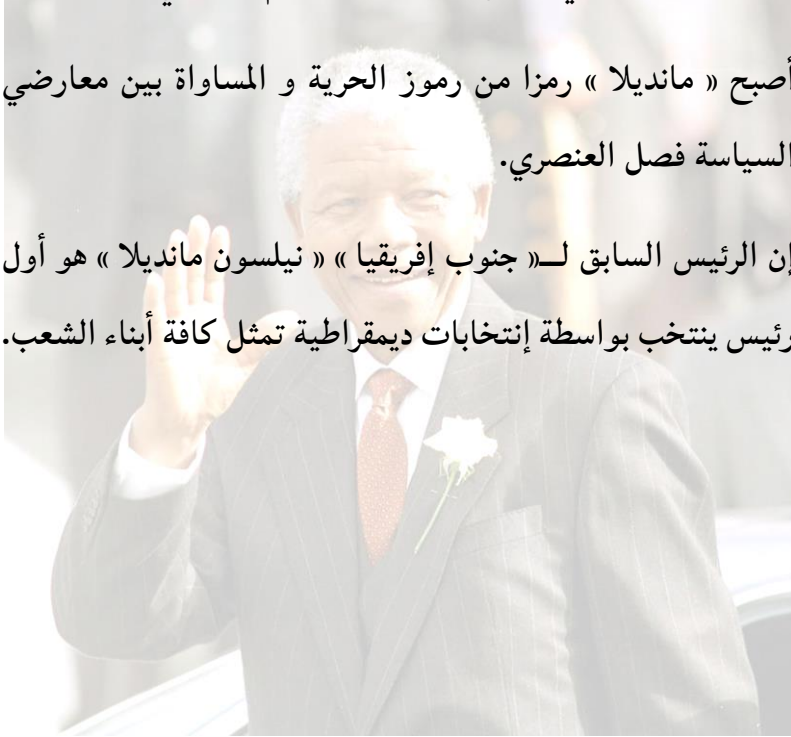 أصبح « مانديلا » رمزا من رموز الحرية و المساواة بين معارضي
السياسة فصل العنصري.
إن الرئيس السابق لــ« جنوب إفريقيا » « نيلسون مانديلا » هو أول
رئيس ينتخب بواسطة إنتخابات ديمقراطية تمثل كافة أبناء الشعب.